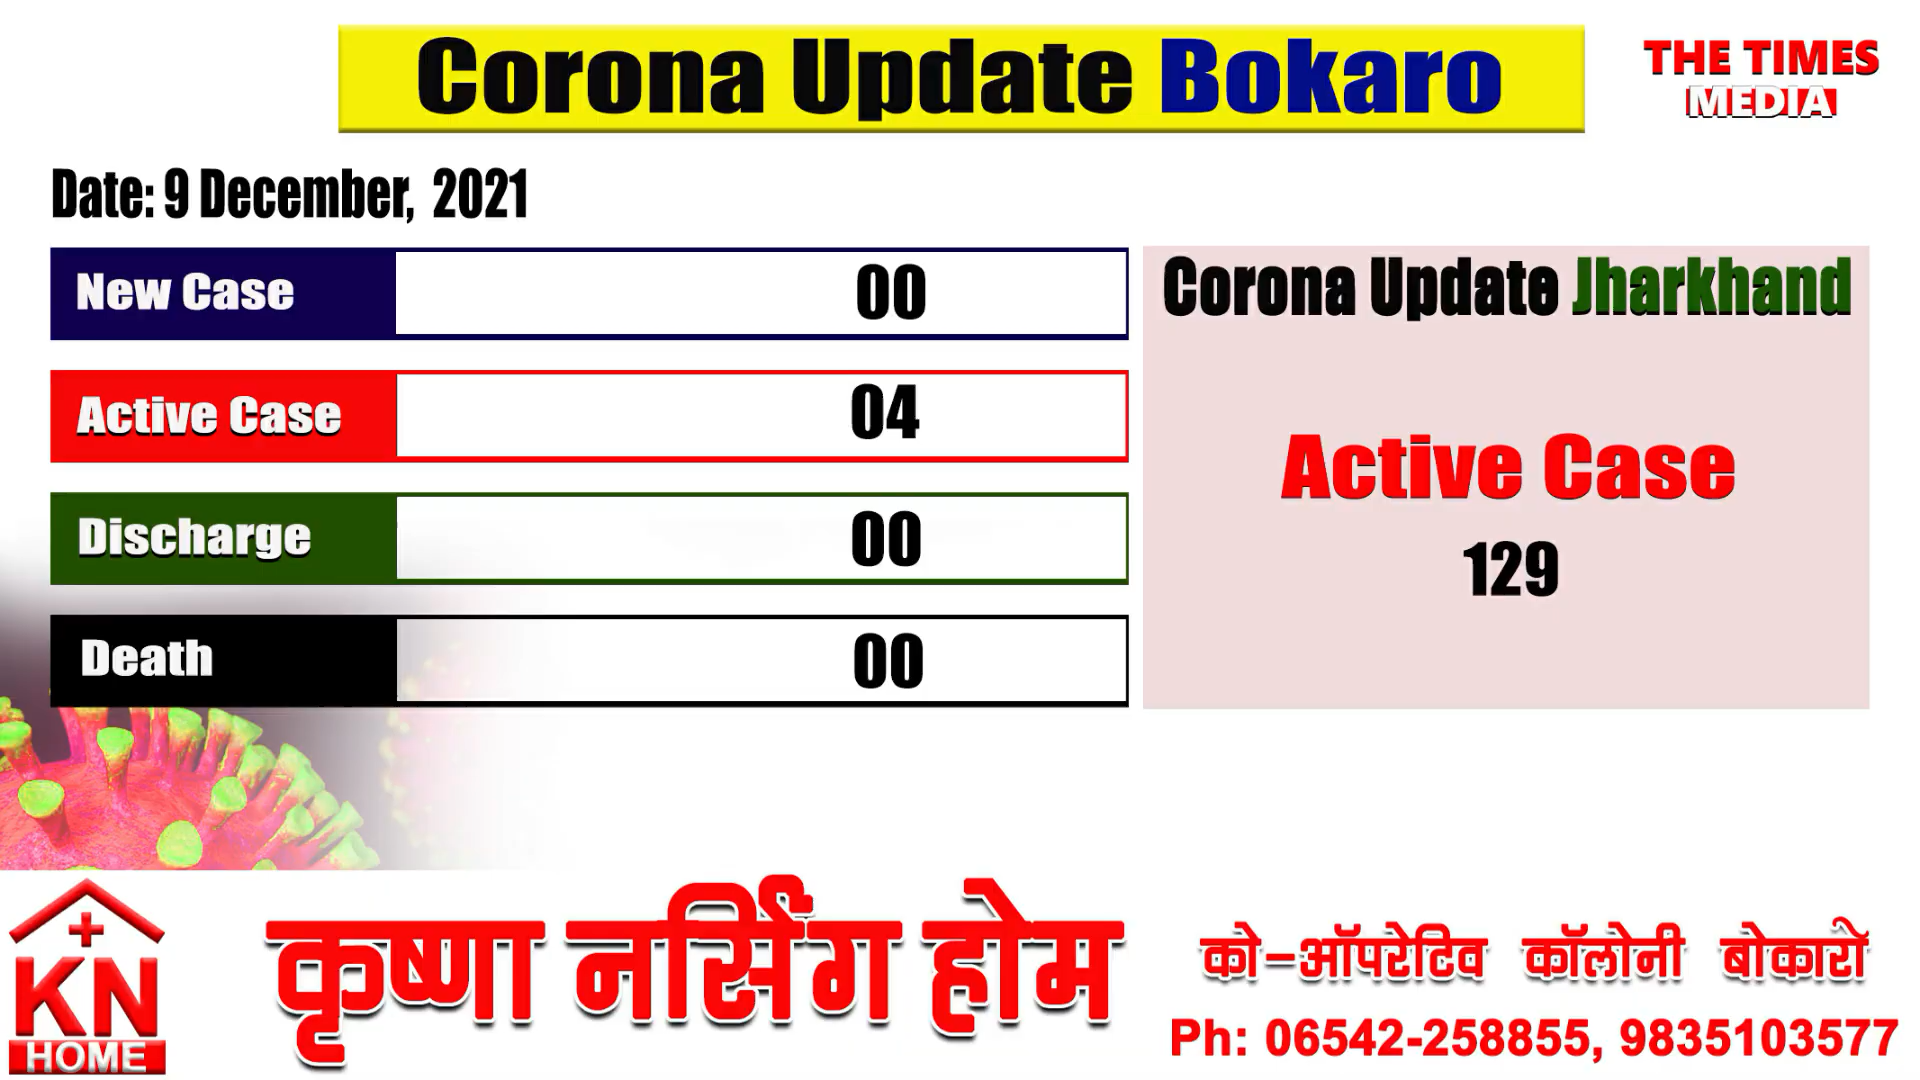 Corona Update Bokaro
THE TIMES
MEDIA
Date: 9 December, 2021
New Case 00
Active Case 04
Discharge 00
Death 00
Corona Update Jharkhand
Active Case
129
KN
HOME
कृष्णा नर्सिंग होम
को-ऑपरेटिव कॉलोनी बोकारो
Ph: 06542-258855, 9835103577